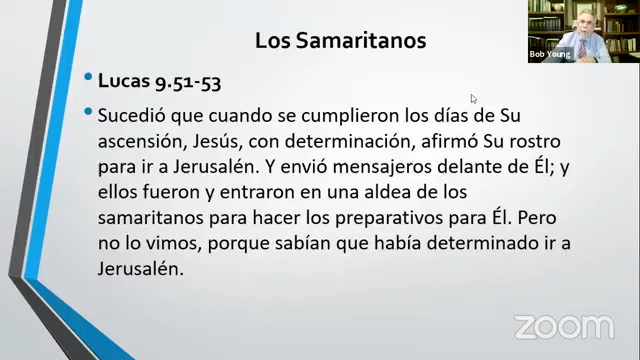 Los Samaritanos
Bob Young
• Lucas 9.51-53
• Sucedió que cuando se cumplieron los días de Su
ascensión, Jesús, con determinación, afirmó Su rostro
para ir a Jerusalén. Y envió mensajeros delante de Él; y
ellos fueron y entraron en una aldea de los
samaritanos para hacer los preparativos para Él. Pero
no lo vimos, porque sabían que había determinado ir a
Jerusalén.
zoom